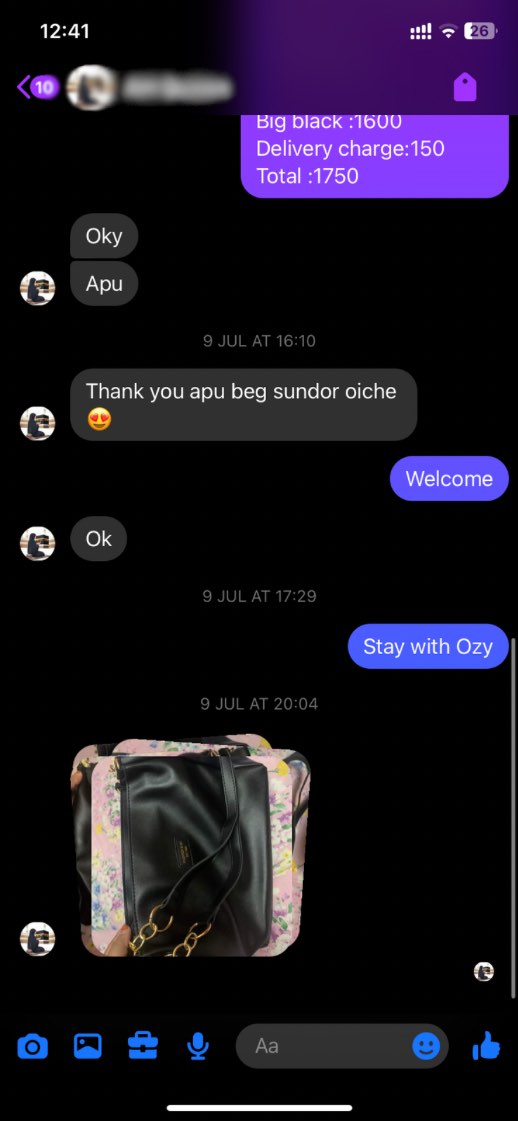 12:41
26
10
Big black :1600
Delivery charge:150
Total :1750
Oky
Apu
9 JUL AT 16:10
Thank you apu beg sundor oiche
😍
Welcome
Ok
9 JUL AT 17:29
Stay with Ozy
9 JUL AT 20:04
Aa